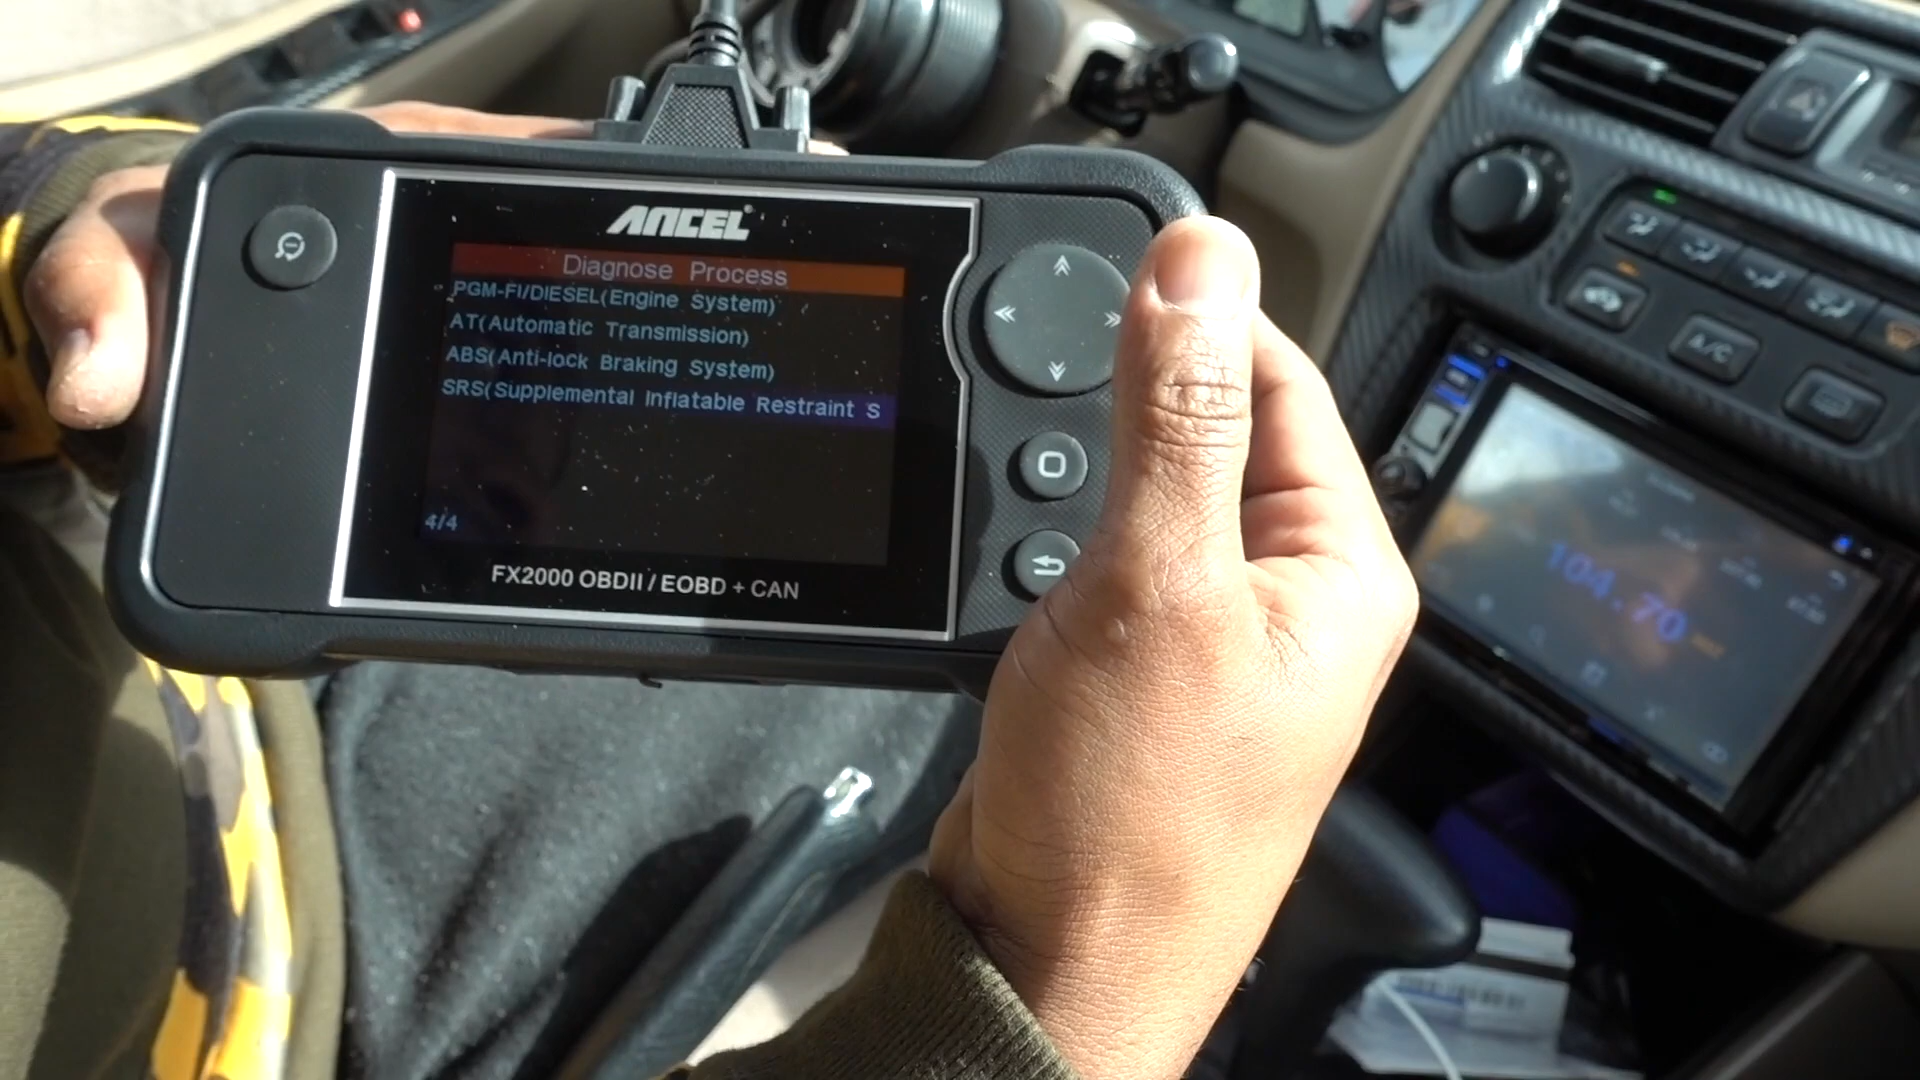 ANCEL
Diagnose Process
PGM-FI/DIESEL(Engine System)
AT(Automatic Transmission)
ABS(Anti-lock Braking System)
SRS(Supplemental Inflatable Restraint S
4/4
FX2000 OBDII / EOBD + CAN
A/C
104.70